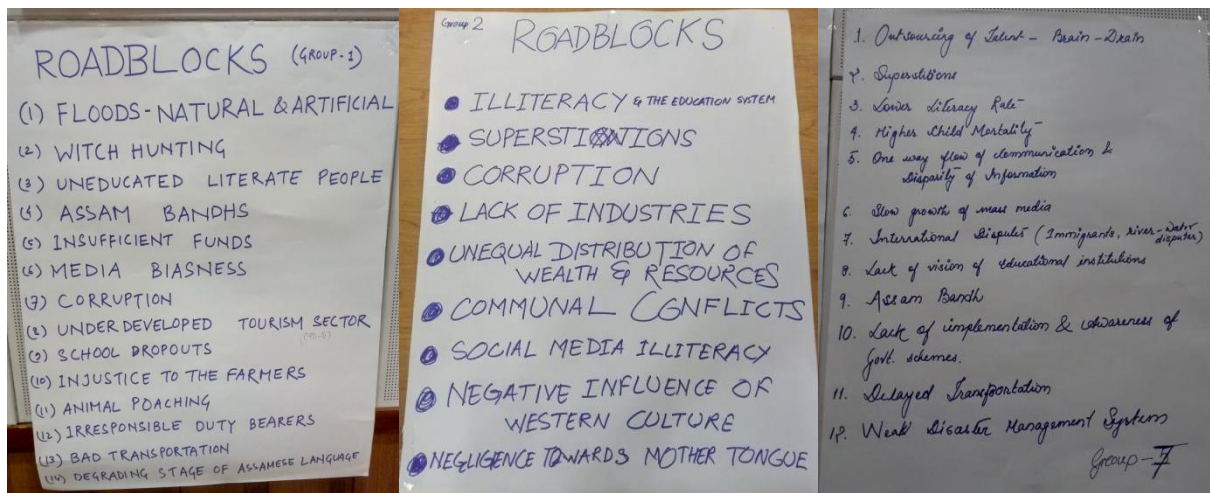 ROADBLOCKS (GROUP-1)
(1) FLOODS-NATURAL & ARTIFICIAL
(2) WITCH HUNTING
(3) UNEDUCATED LITERATE PEOPLE
(4) ASSAM BANDHS
(5) INSUFFICIENT FUNDS
(6) MEDIA BIASNESS
(7) CORRUPTION
(8) UNDERDEVELOPED TOURISM SECTOR
(9) SCHOOL DROPOUTS
(10) INJUSTICE TO THE FARMERS
(11) ANIMAL POACHING
(12) IRRESPONSIBLE DUTY BEARERS
(13) BAD TRANSPORTATION
(14) DEGRADING STAGE OF ASSAMESE LANGUAGE
Group 2
ROADBLOCKS
ILLITERACY & THE EDUCATION SYSTEM
SUPERSTITIONS
CORRUPTION
LACK OF INDUSTRIES
UNEQUAL DISTRIBUTION OF
WEALTH & RESOURCES
COMMUNAL CONFLICTS
SOCIAL MEDIA ILLITERACY
NEGATIVE INFLUENCE OF
WESTERN CULTURE
NEGLIGENCE TOWARDS MOTHER TONGUE
1. Outsourcing of Talent - Brain-Drain
2. Superstitions
3. Lower Literacy Rate
4. Higher Child Mortality
5. One way flow of Communication &
Disparity of Information
6. Slow growth of mass media
7. International Disputes (Immigrants, river-water
disputes)
8. Lack of vision of educational institutions
9. Assam Bandh
10. Lack of implementation & Awareness of
Govt. schemes.
11. Delayed Transportation
12. Weak Disaster Management System
Group-7